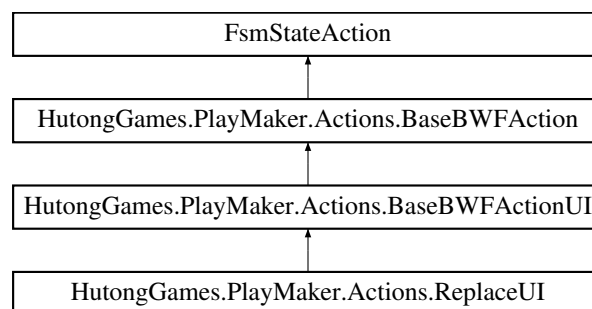 FsmStateAction
HutongGames.PlayMaker.Actions.BaseBWFAction
HutongGames.PlayMaker.Actions.BaseBWFActionUI
HutongGames.PlayMaker.Actions.ReplaceUI